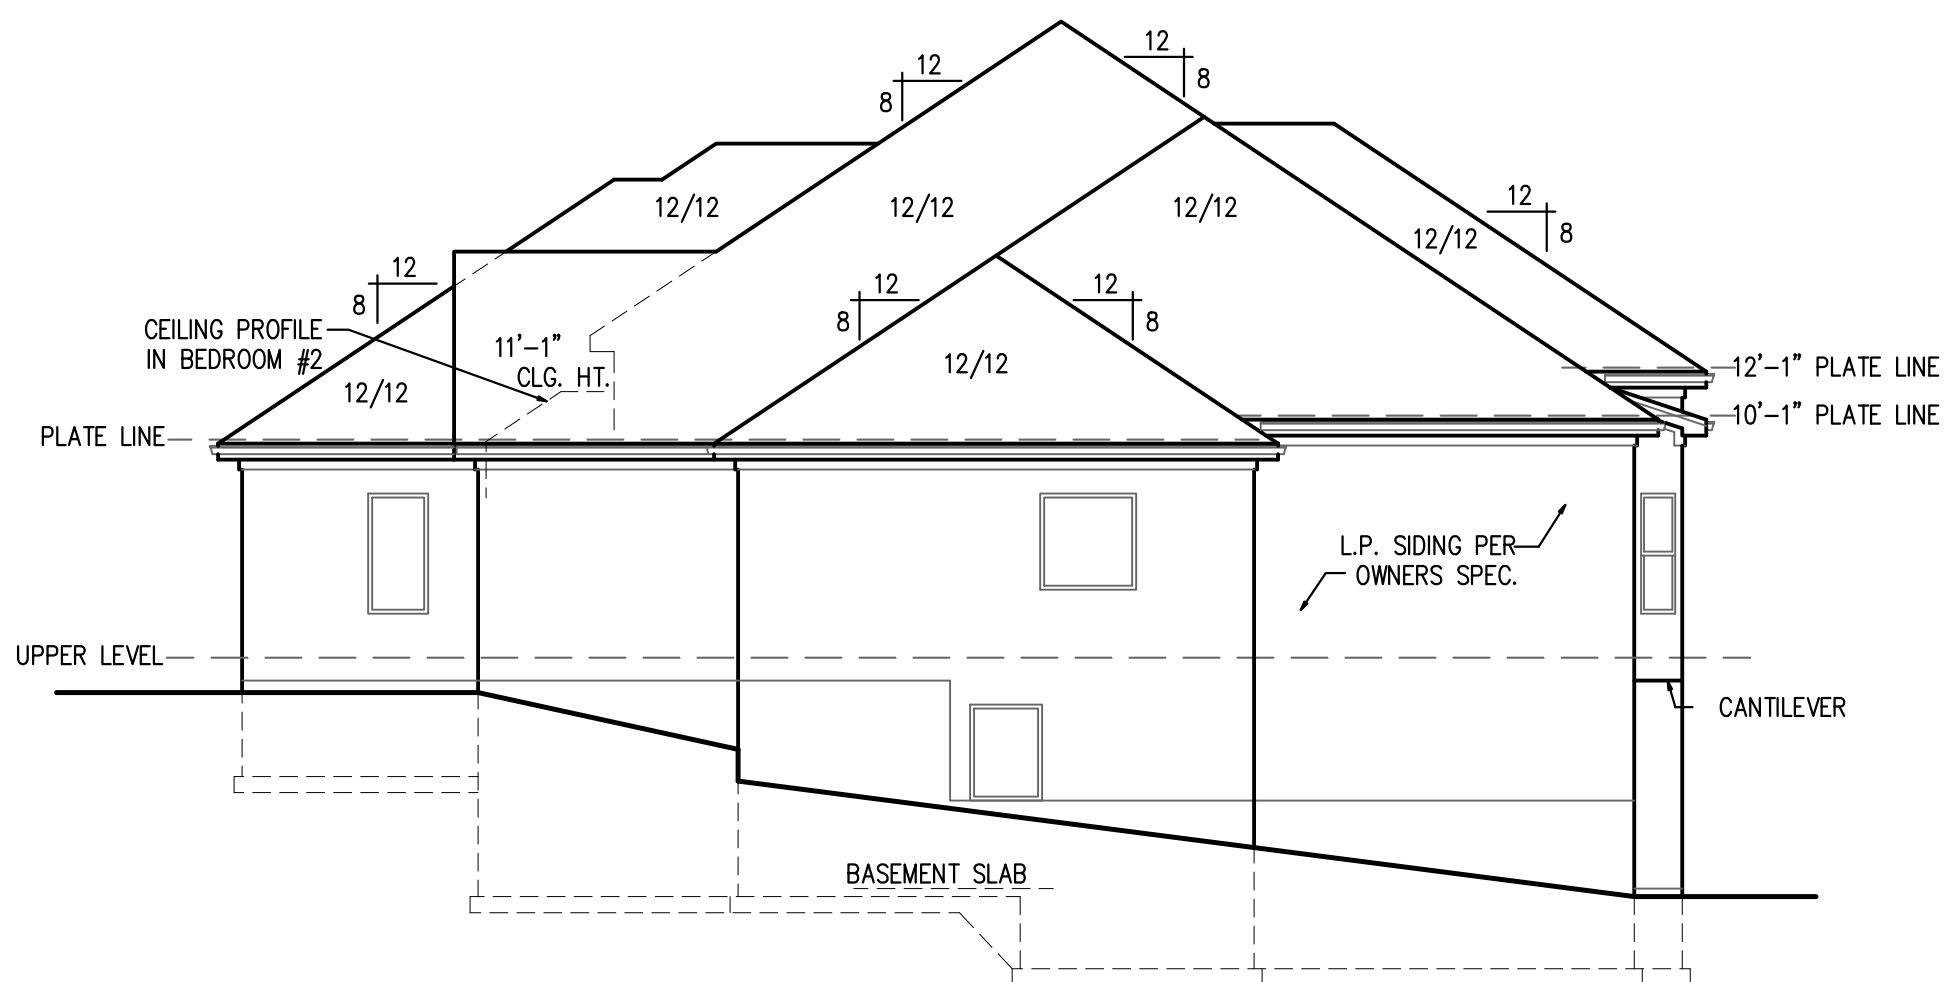 12
8
12
8
12
8
12/12
12/12
12/12
12/12
12
8
12
8
12
8
CEILING PROFILE
IN BEDROOM #2
11'-1"
CLG. HT.
12/12
12/12
12'-1" PLATE LINE
10'-1" PLATE LINE
PLATE LINE
L.P. SIDING PER
OWNERS SPEC.
UPPER LEVEL
CANTILEVER
BASEMENT SLAB